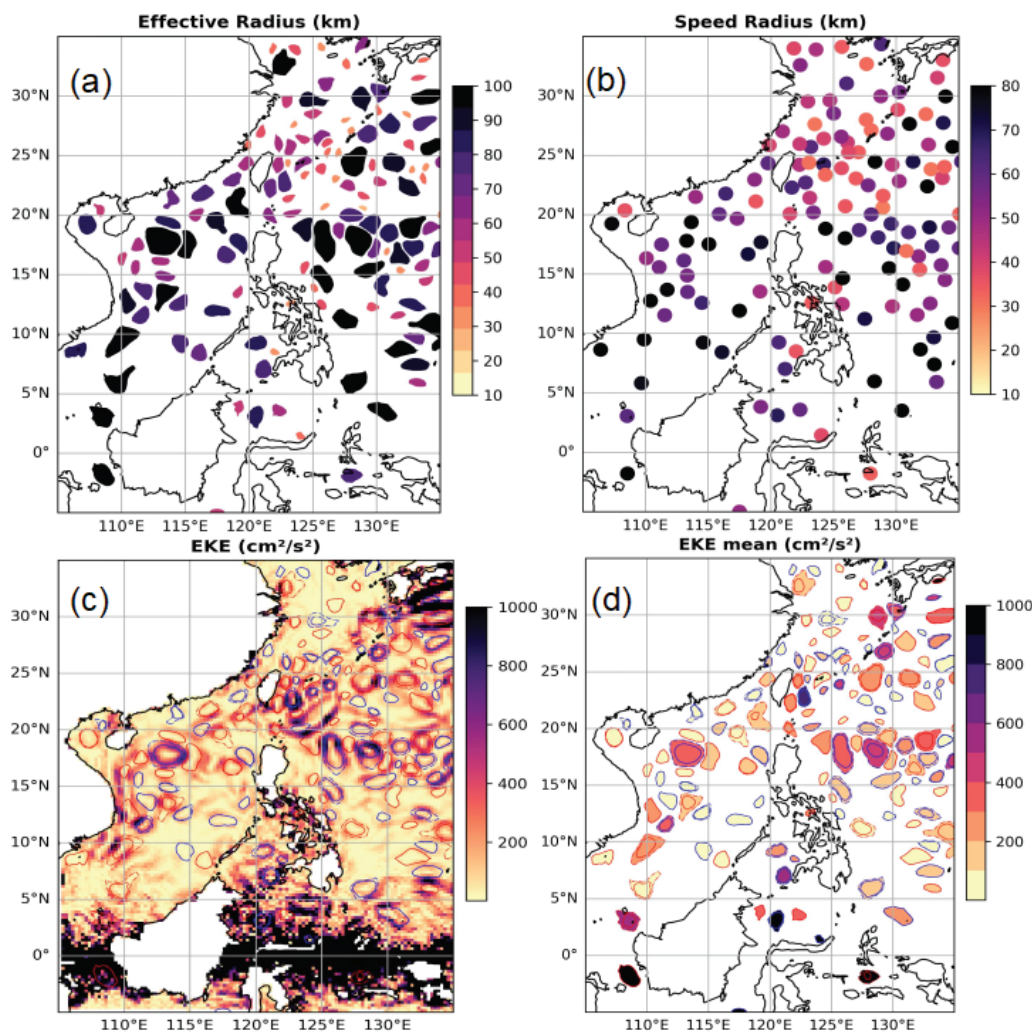 Effective Radius (km)
(a)
30°N
25°N
20°N
15°N
10°N
5°N
0°
110°E 115°E 120°E 125°E 130°E
100
90
80
70
60
50
40
30
20
10
Speed Radius (km)
(b)
30°N
25°N
20°N
15°N
10°N
5°N
0°
110°E 115°E 120°E 125°E 130°E
80
70
60
50
40
30
20
10
EKE (cm²/s²)
(c)
30°N
25°N
20°N
15°N
10°N
5°N
0°
110°E 115°E 120°E 125°E 130°E
1000
800
600
400
200
EKE mean (cm²/s²)
(d)
30°N
25°N
20°N
15°N
10°N
5°N
0°
110°E 115°E 120°E 125°E 130°E
1000
800
600
400
200